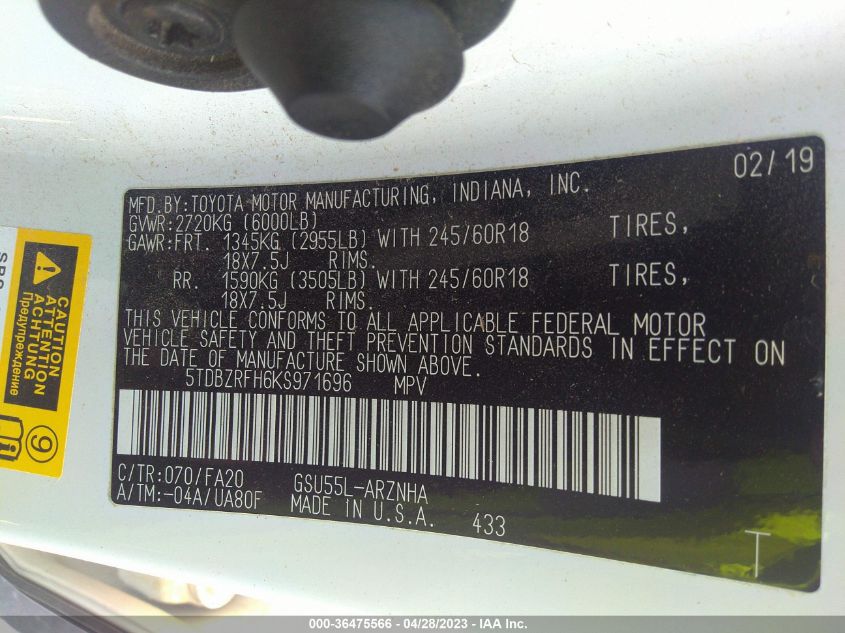 02/19
MFD.BY:TOYOTA MOTOR MANUFACTURING, INDIANA, INC.
GVWR:2720KG (6000LB)
GAWR:FRT. 1345KG (2955LB) WITH 245/60R18 TIRES,
18X7.5J RIMS.
RR. 1590KG (3505LB) WITH 245/60R18 TIRES,
18X7.5J RIMS.
THIS VEHICLE CONFORMS TO ALL APPLICABLE FEDERAL MOTOR
VEHICLE SAFETY AND THEFT PREVENTION STANDARDS IN EFFECT ON
THE DATE OF MANUFACTURE SHOWN ABOVE.
5TDBZRFH6KS971696 MPV
C/TR:070/FA20 GSU55L-ARZNHA
A/TM:-04A/UA80F MADE IN U.S.A. 433
T
CAUTION
ATTENTION
ACHTUNG
Предупреждение
9
000-36475566 - 04/28/2023 - IAA Inc.